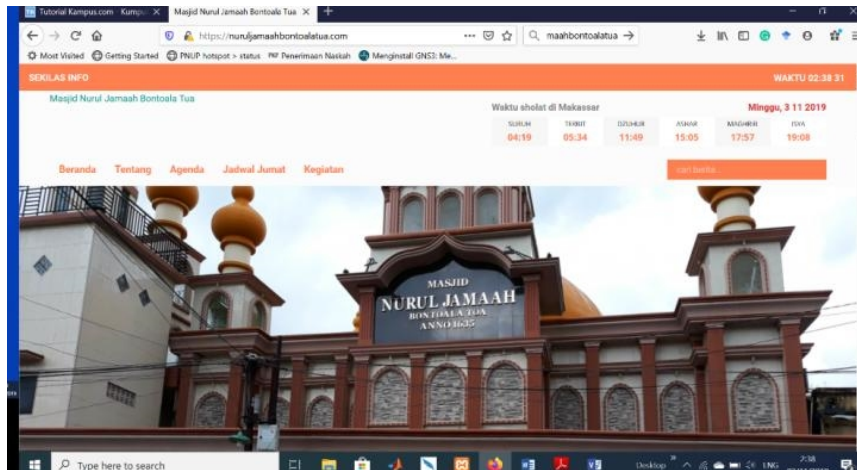 Tutorial Kampus.com Kumpu
Masjid Nurul Jamaah Bontoala Tua
https://nuruljamaahbontoalatua.com
maahbontoalatua
Most Visited
Getting Started
PNUP hotspot > status
PKP Penerimaan Naskah
Menginstall GNS3: Me...
SEKILAS INFO
WAKTU 02:38 31
Masjid Nurul Jamaah Bontoala Tua
Waktu sholat di Makassar
Minggu, 3 11 2019
SUBUH TERBIT DZUHUR ASHAR MAGHRIB ISYA
04:19 05:34 11:49 15:05 17:57 19:08
Beranda Tentang Agenda Jadwal Jumat Kegiatan
cari berita
MASJID
NURUL JAMAAH
BONTOALA TOA
ANNO 1635
Type here to search
Desktop
ENG
2:38